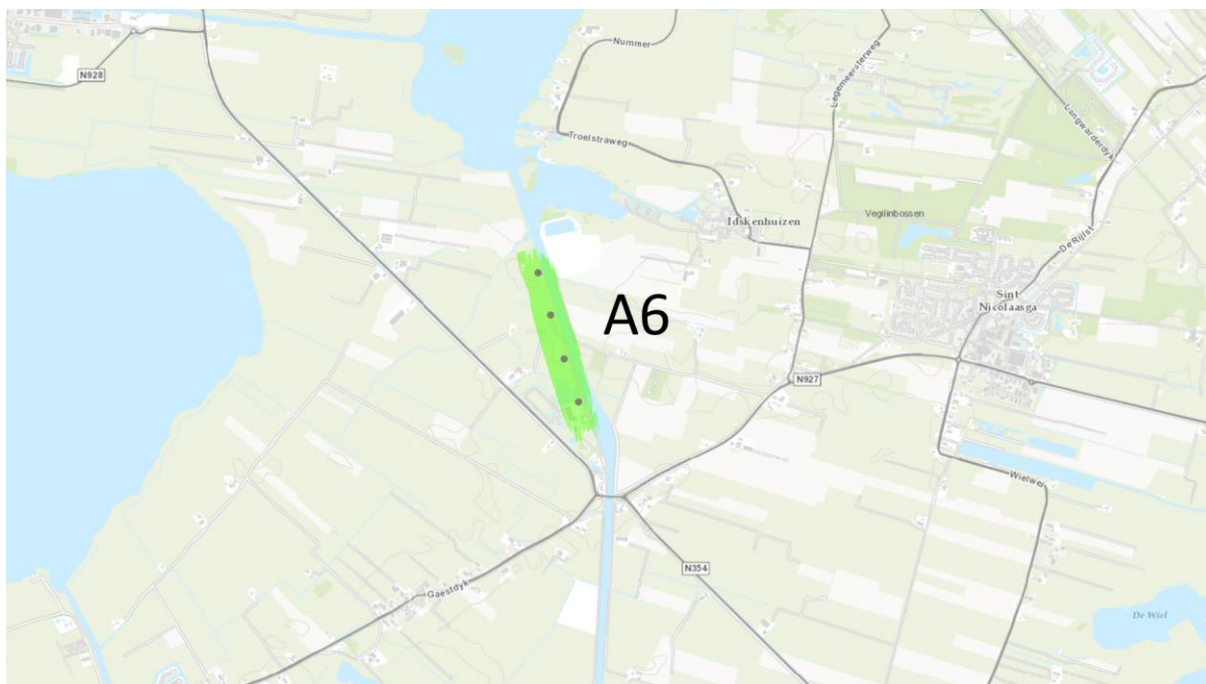 Nummer
N928
Legemeersterweg
Langwarderdyk
Troelstraweg
Vegilinbossen
Idskenhuizen
De Rijlst
Sint
Nicolaasga
A6
N927
Wielwei
N354
Gaestdyk
De Wiel